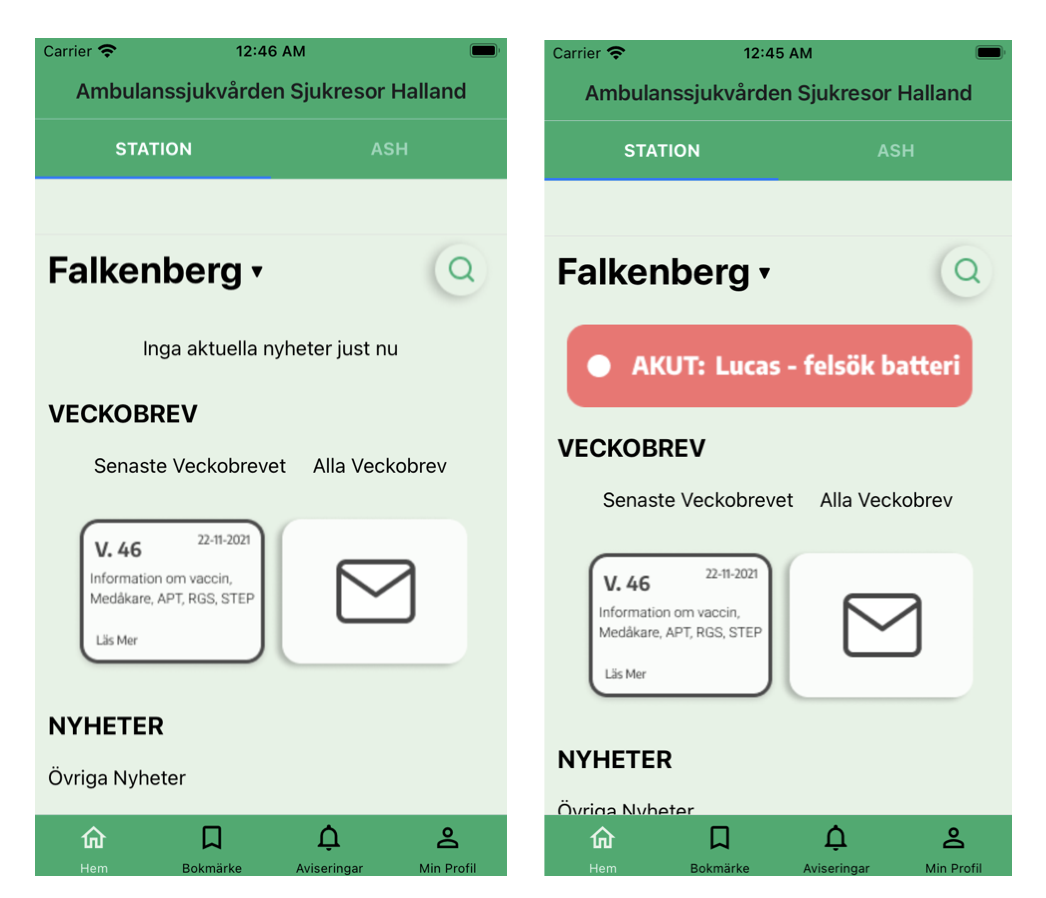 Carrier 12:46 AM
Ambulanssjukvården Sjukresor Halland
STATION ASH
Falkenberg ▾
Inga aktuella nyheter just nu
VECKOBREV
Senaste Veckobrevet Alla Veckobrev
V. 46 22-11-2021
Information om vaccin,
Medåkare, APT, RGS, STEP
Läs Mer
NYHETER
Övriga Nyheter
Hem Bokmärke Aviseringar Min Profil
Carrier 12:45 AM
Ambulanssjukvården Sjukresor Halland
STATION ASH
Falkenberg ▾
AKUT: Lucas - felsök batteri
VECKOBREV
Senaste Veckobrevet Alla Veckobrev
V. 46 22-11-2021
Information om vaccin,
Medåkare, APT, RGS, STEP
Läs Mer
NYHETER
Övriga Nyheter
Hem Bokmärke Aviseringar Min Profil